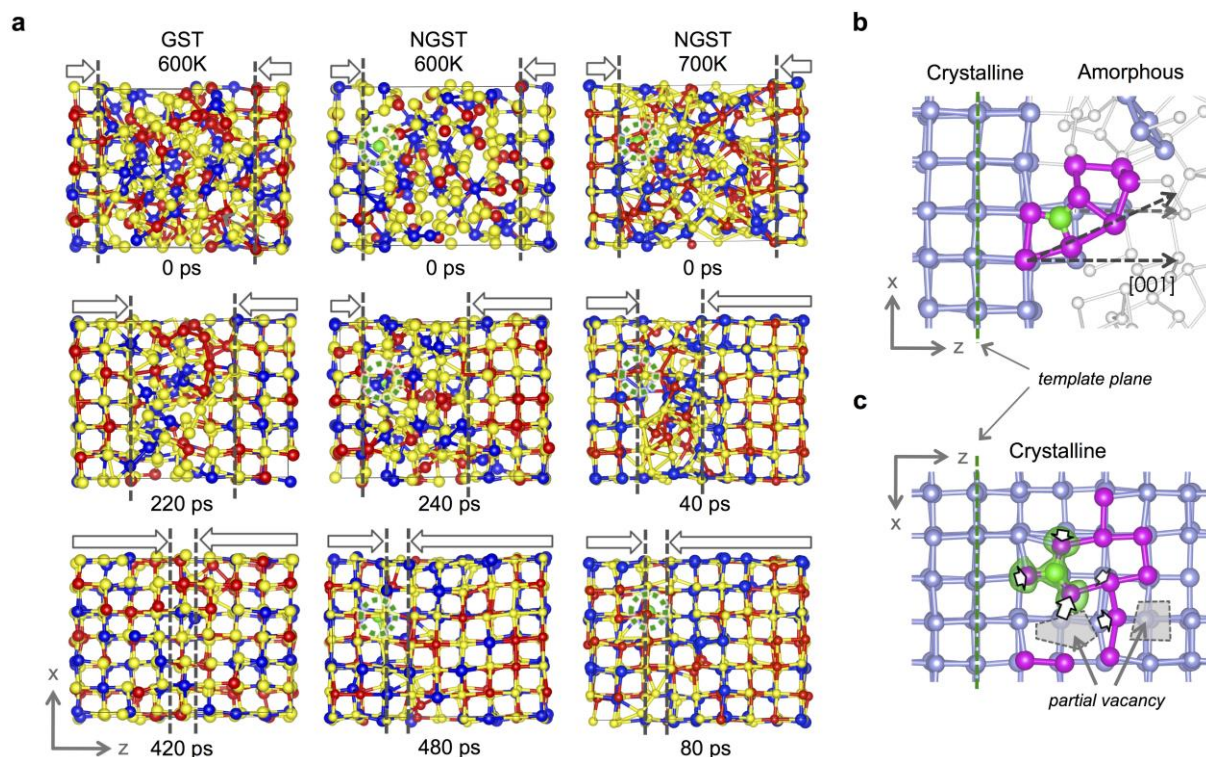 a
GST
600K
NGST
600K
NGST
700K
0 ps
0 ps
0 ps
220 ps
240 ps
40 ps
x
z
420 ps
480 ps
80 ps
b
Crystalline
Amorphous
[001]
x
z
template plane
c
z
Crystalline
x
partial vacancy